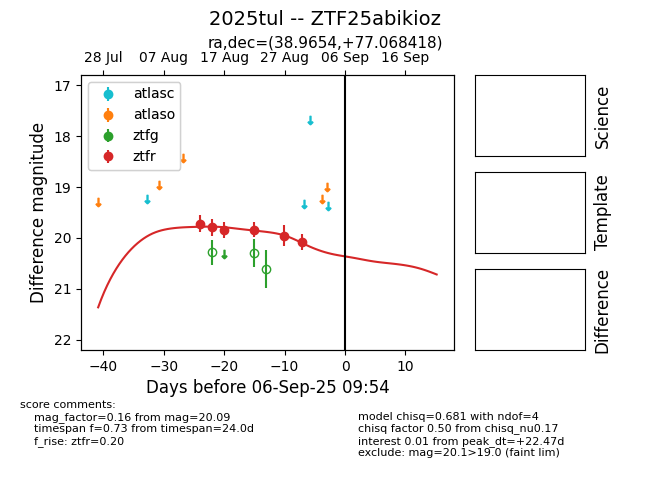 2025tul -- ZTF25abikioz
ra,dec=(38.9654,+77.068418)
28 Jul 07 Aug 17 Aug 27 Aug 06 Sep 16 Sep
atlasc
atlaso
ztfg
ztfr
Difference magnitude
17
18
19
20
21
22
−40 −30 −20 −10 0 10
Days before 06-Sep-25 09:54
Science
Template
Difference
score comments:
mag_factor=0.16 from mag=20.09
timespan f=0.73 from timespan=24.0d
f_rise: ztfr=0.20
model chisq=0.681 with ndof=4
chisq factor 0.50 from chisq_nu0.17
interest 0.01 from peak_dt=+22.47d
exclude: mag=20.1>19.0 (faint lim)